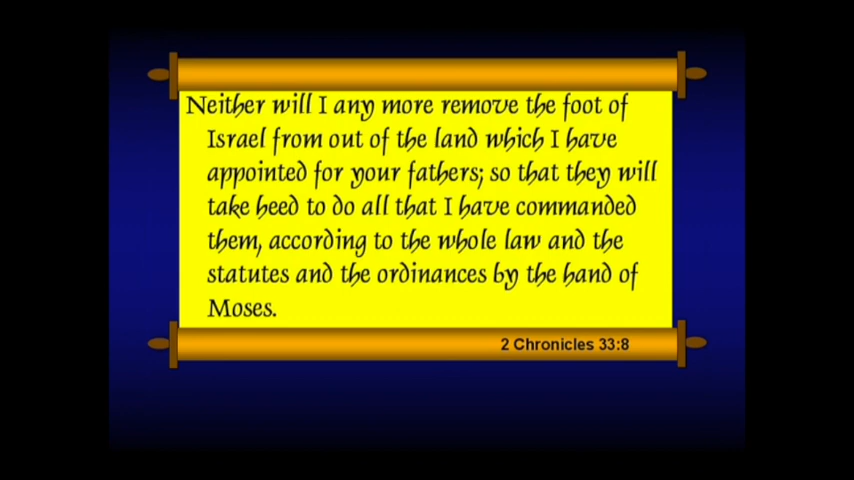 Neither will I any more remove the foot of
Israel from out of the land which I have
appointed for your fathers; so that they will
take heed to do all that I have commanded
them, according to the whole law and the
statutes and the ordinances by the hand of
Moses.
2 Chronicles 33:8